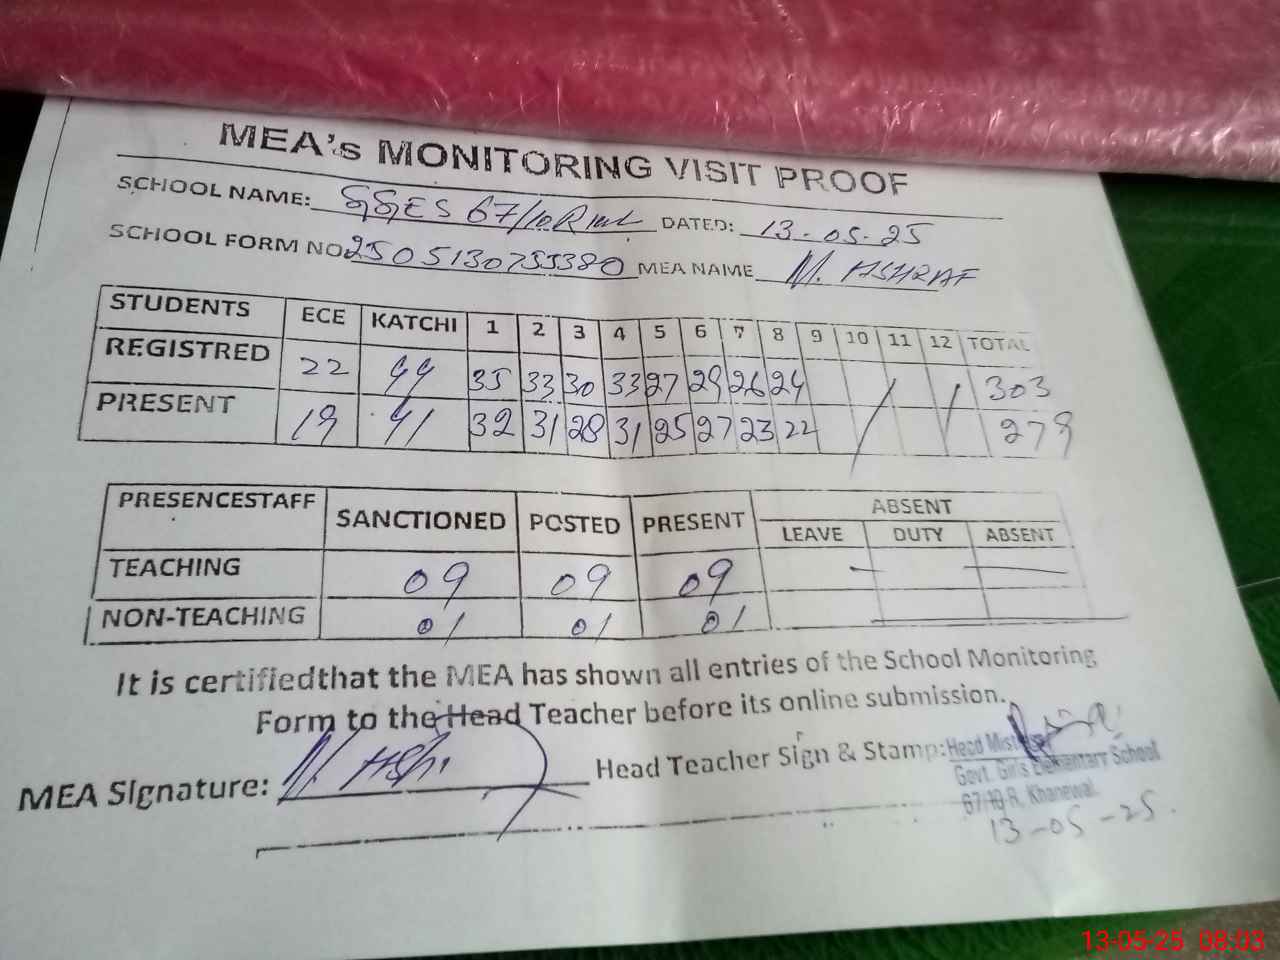 MEA's MONITORING VISIT PROOF
SCHOOL NAME: GGES 67/10.R DATED: 13-05-25
SCHOOL FORM NO 250513073J380 MEA NAME M. ASHRAF
STUDENTS ECE KATCHI 1 2 3 4 5 6 7 8 9 10 11 12 TOTAL
REGISTRED 22 44 35 33 30 33 27 29 26 24 303
PRESENT 19 41 32 31 28 31 25 27 23 22 279
PRESENCESTAFF SANCTIONED POSTED PRESENT ABSENT
LEAVE DUTY ABSENT
TEACHING 09 09 09
NON-TEACHING 01 01 01
It is certifiedthat the MEA has shown all entries of the School Monitoring
Form to the Head Teacher before its online submission.
MEA Signature: M. Ash Head Teacher Sign & Stamp:
Head Mistress
Govt. Girls Elementary School
67/10 R, Khanewal.
13-05-25.
13-05-25 08:03